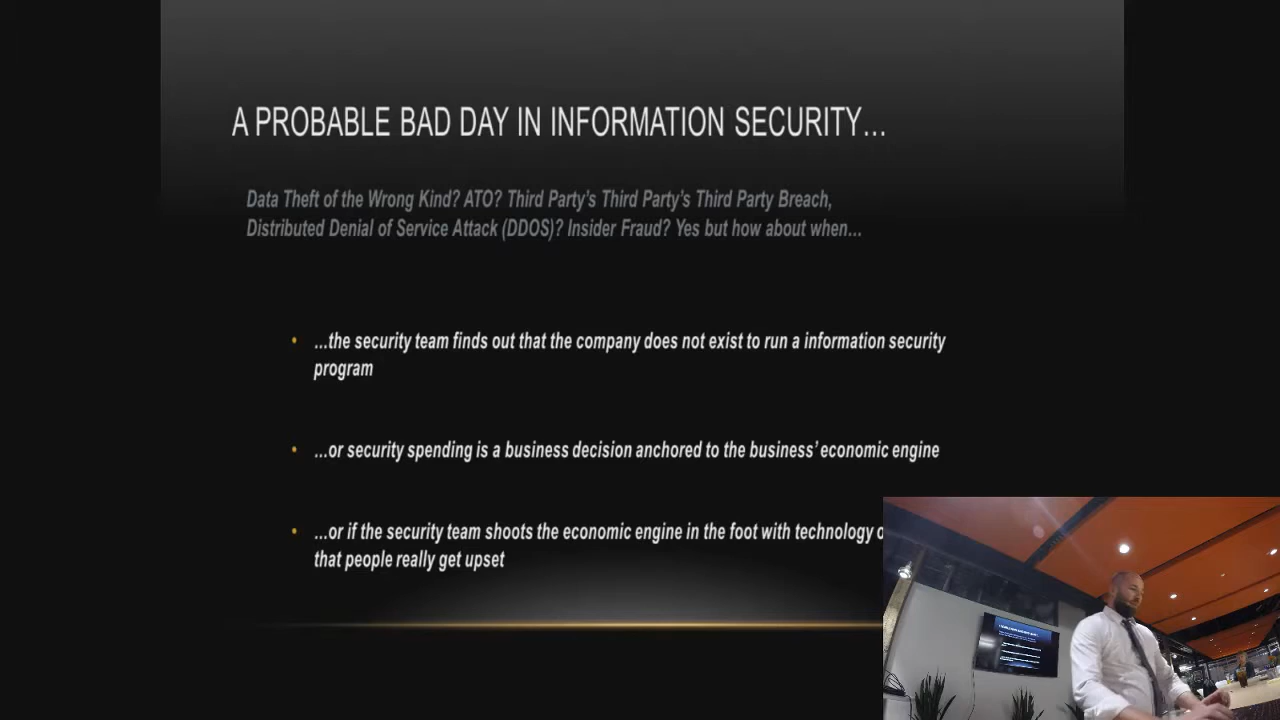 A PROBABLE BAD DAY IN INFORMATION SECURITY...
Data Theft of the Wrong Kind? ATO? Third Party's Third Party's Third Party Breach,
Distributed Denial of Service Attack (DDOS)? Insider Fraud? Yes but how about when...
• ...the security team finds out that the company does not exist to run a information security
program
• ...or security spending is a business decision anchored to the business' economic engine
• ...or if the security team shoots the economic engine in the foot with technology
that people really get upset